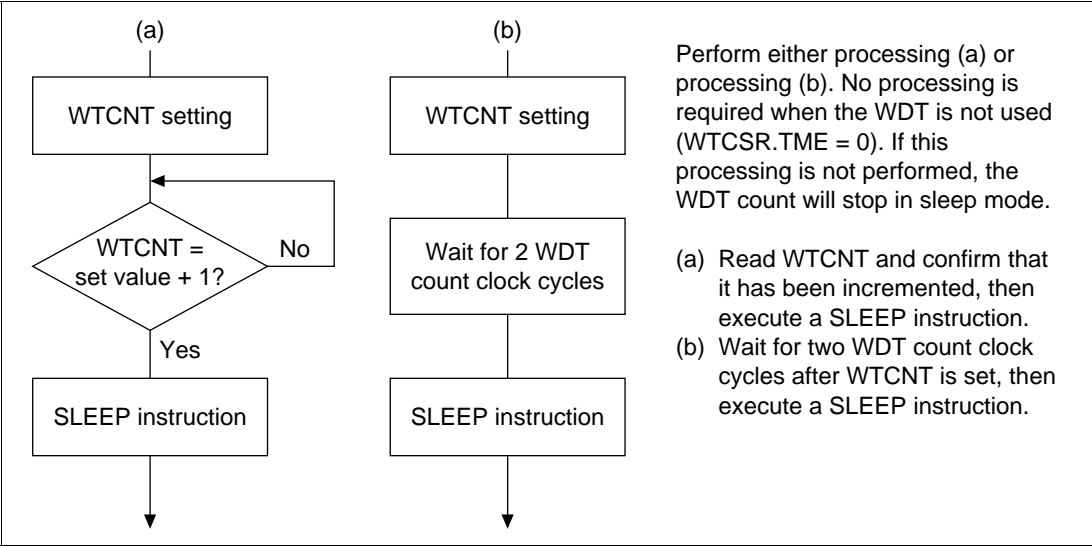 (a)
WTCNT setting
WTCNT =
set value + 1?
No
Yes
SLEEP instruction
(b)
WTCNT setting
Wait for 2 WDT
count clock cycles
SLEEP instruction
Perform either processing (a) or
processing (b). No processing is
required when the WDT is not used
(WTCSR.TME = 0). If this
processing is not performed, the
WDT count will stop in sleep mode.
(a) Read WTCNT and confirm that
it has been incremented, then
execute a SLEEP instruction.
(b) Wait for two WDT count clock
cycles after WTCNT is set, then
execute a SLEEP instruction.